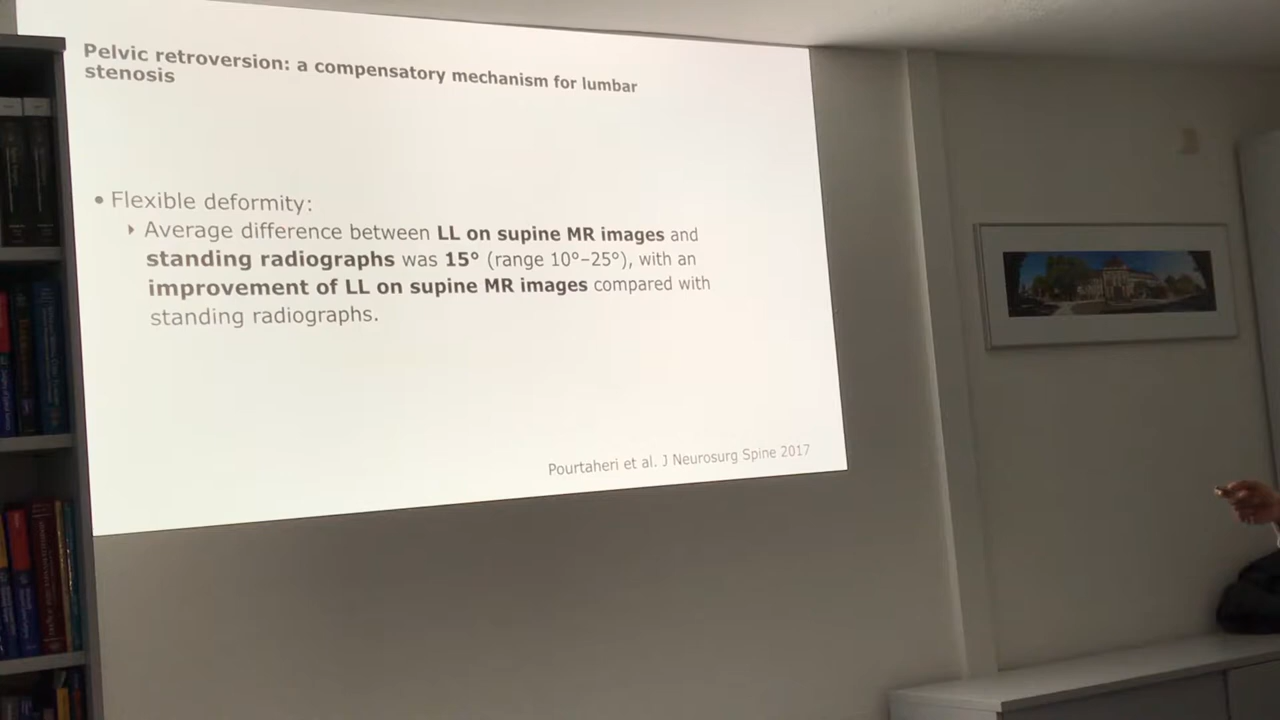 Pelvic retroversion: a compensatory mechanism for lumbar
stenosis
• Flexible deformity:
Average difference between LL on supine MR images and
standing radiographs was 15° (range 10°–25°), with an
improvement of LL on supine MR images compared with
standing radiographs.
Pourtaheri et al. J Neurosurg Spine 2017